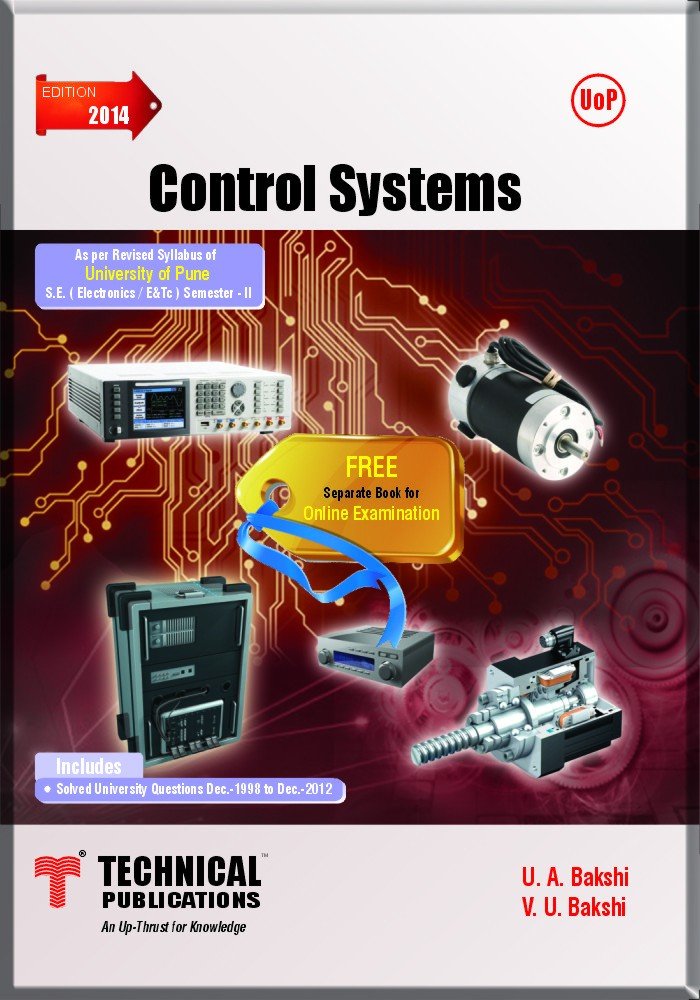 EDITION
2014
UoP
Control Systems
As per Revised Syllabus of
University of Pune
S.E. ( Electronics / E&Tc ) Semester - II
FREE
Separate Book for
Online Examination
Includes
Solved University Questions Dec.-1998 to Dec.-2012
® TECHNICAL™
PUBLICATIONS
An Up-Thrust for Knowledge
U. A. Bakshi
V. U. Bakshi